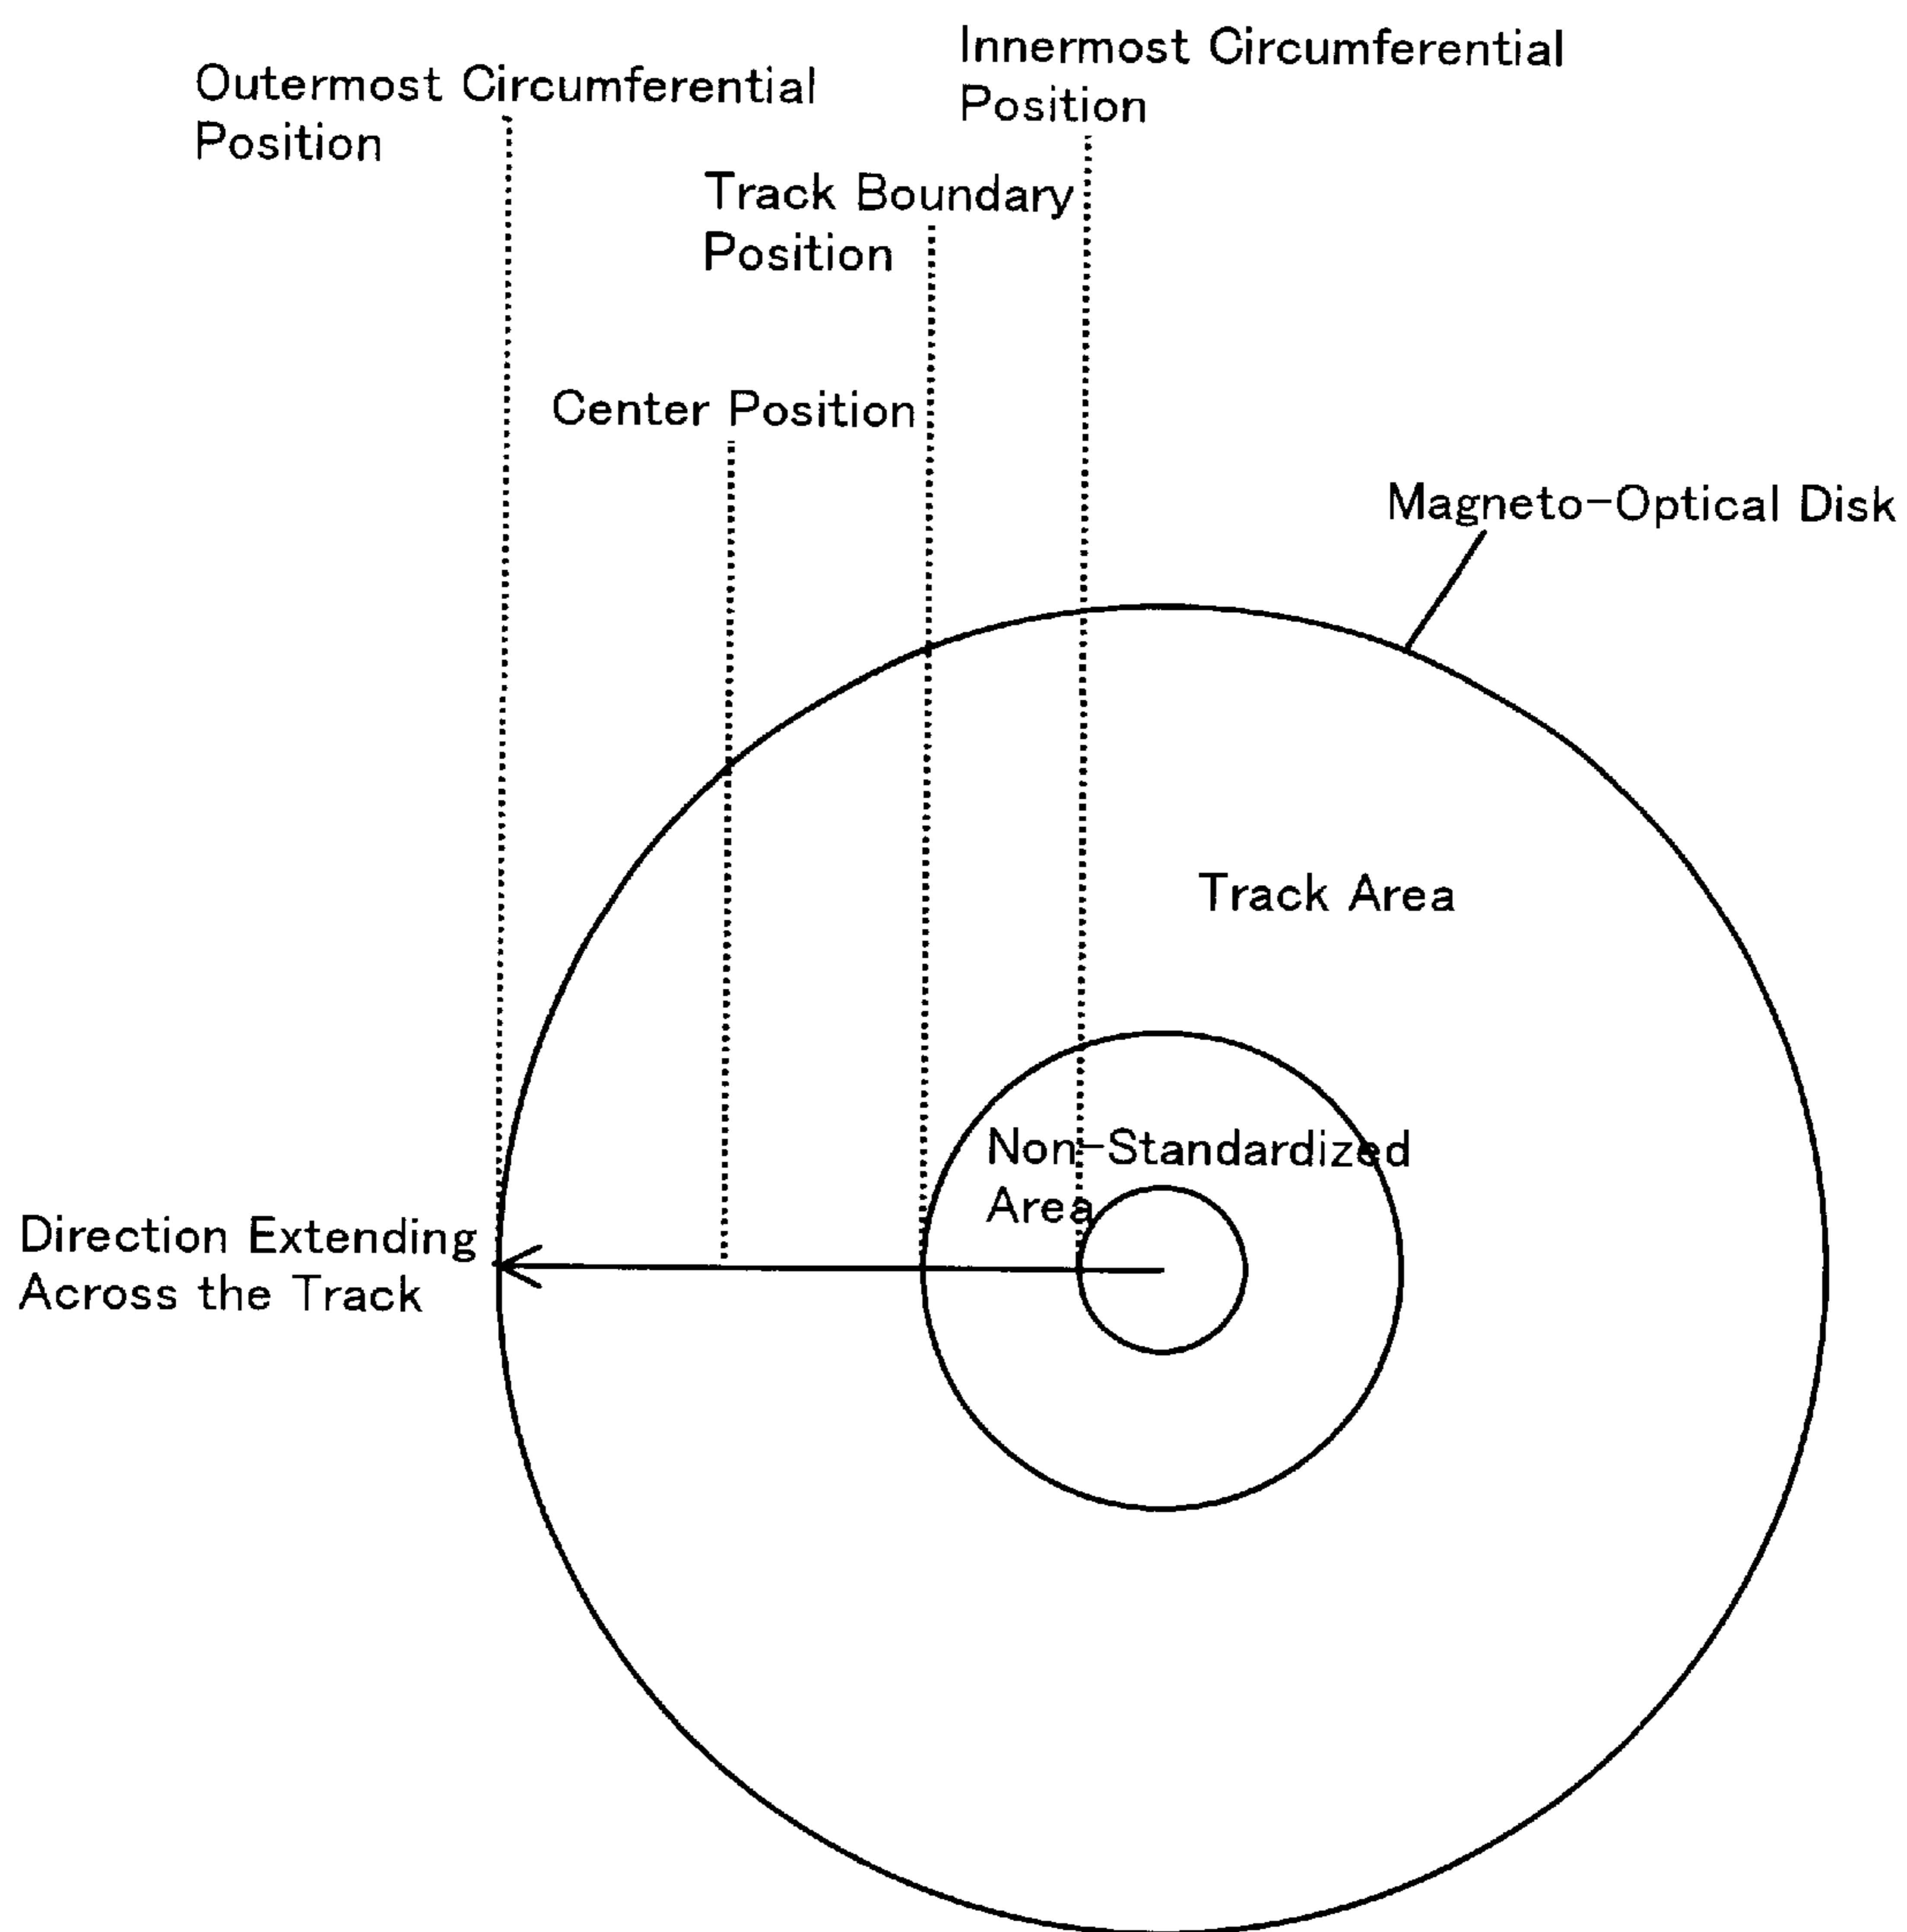 Outermost Circumferential
Position
Innermost Circumferential
Position
Track Boundary
Position
Center Position
Magneto-Optical Disk
Track Area
Non-Standardized
Area
Direction Extending
Across the Track